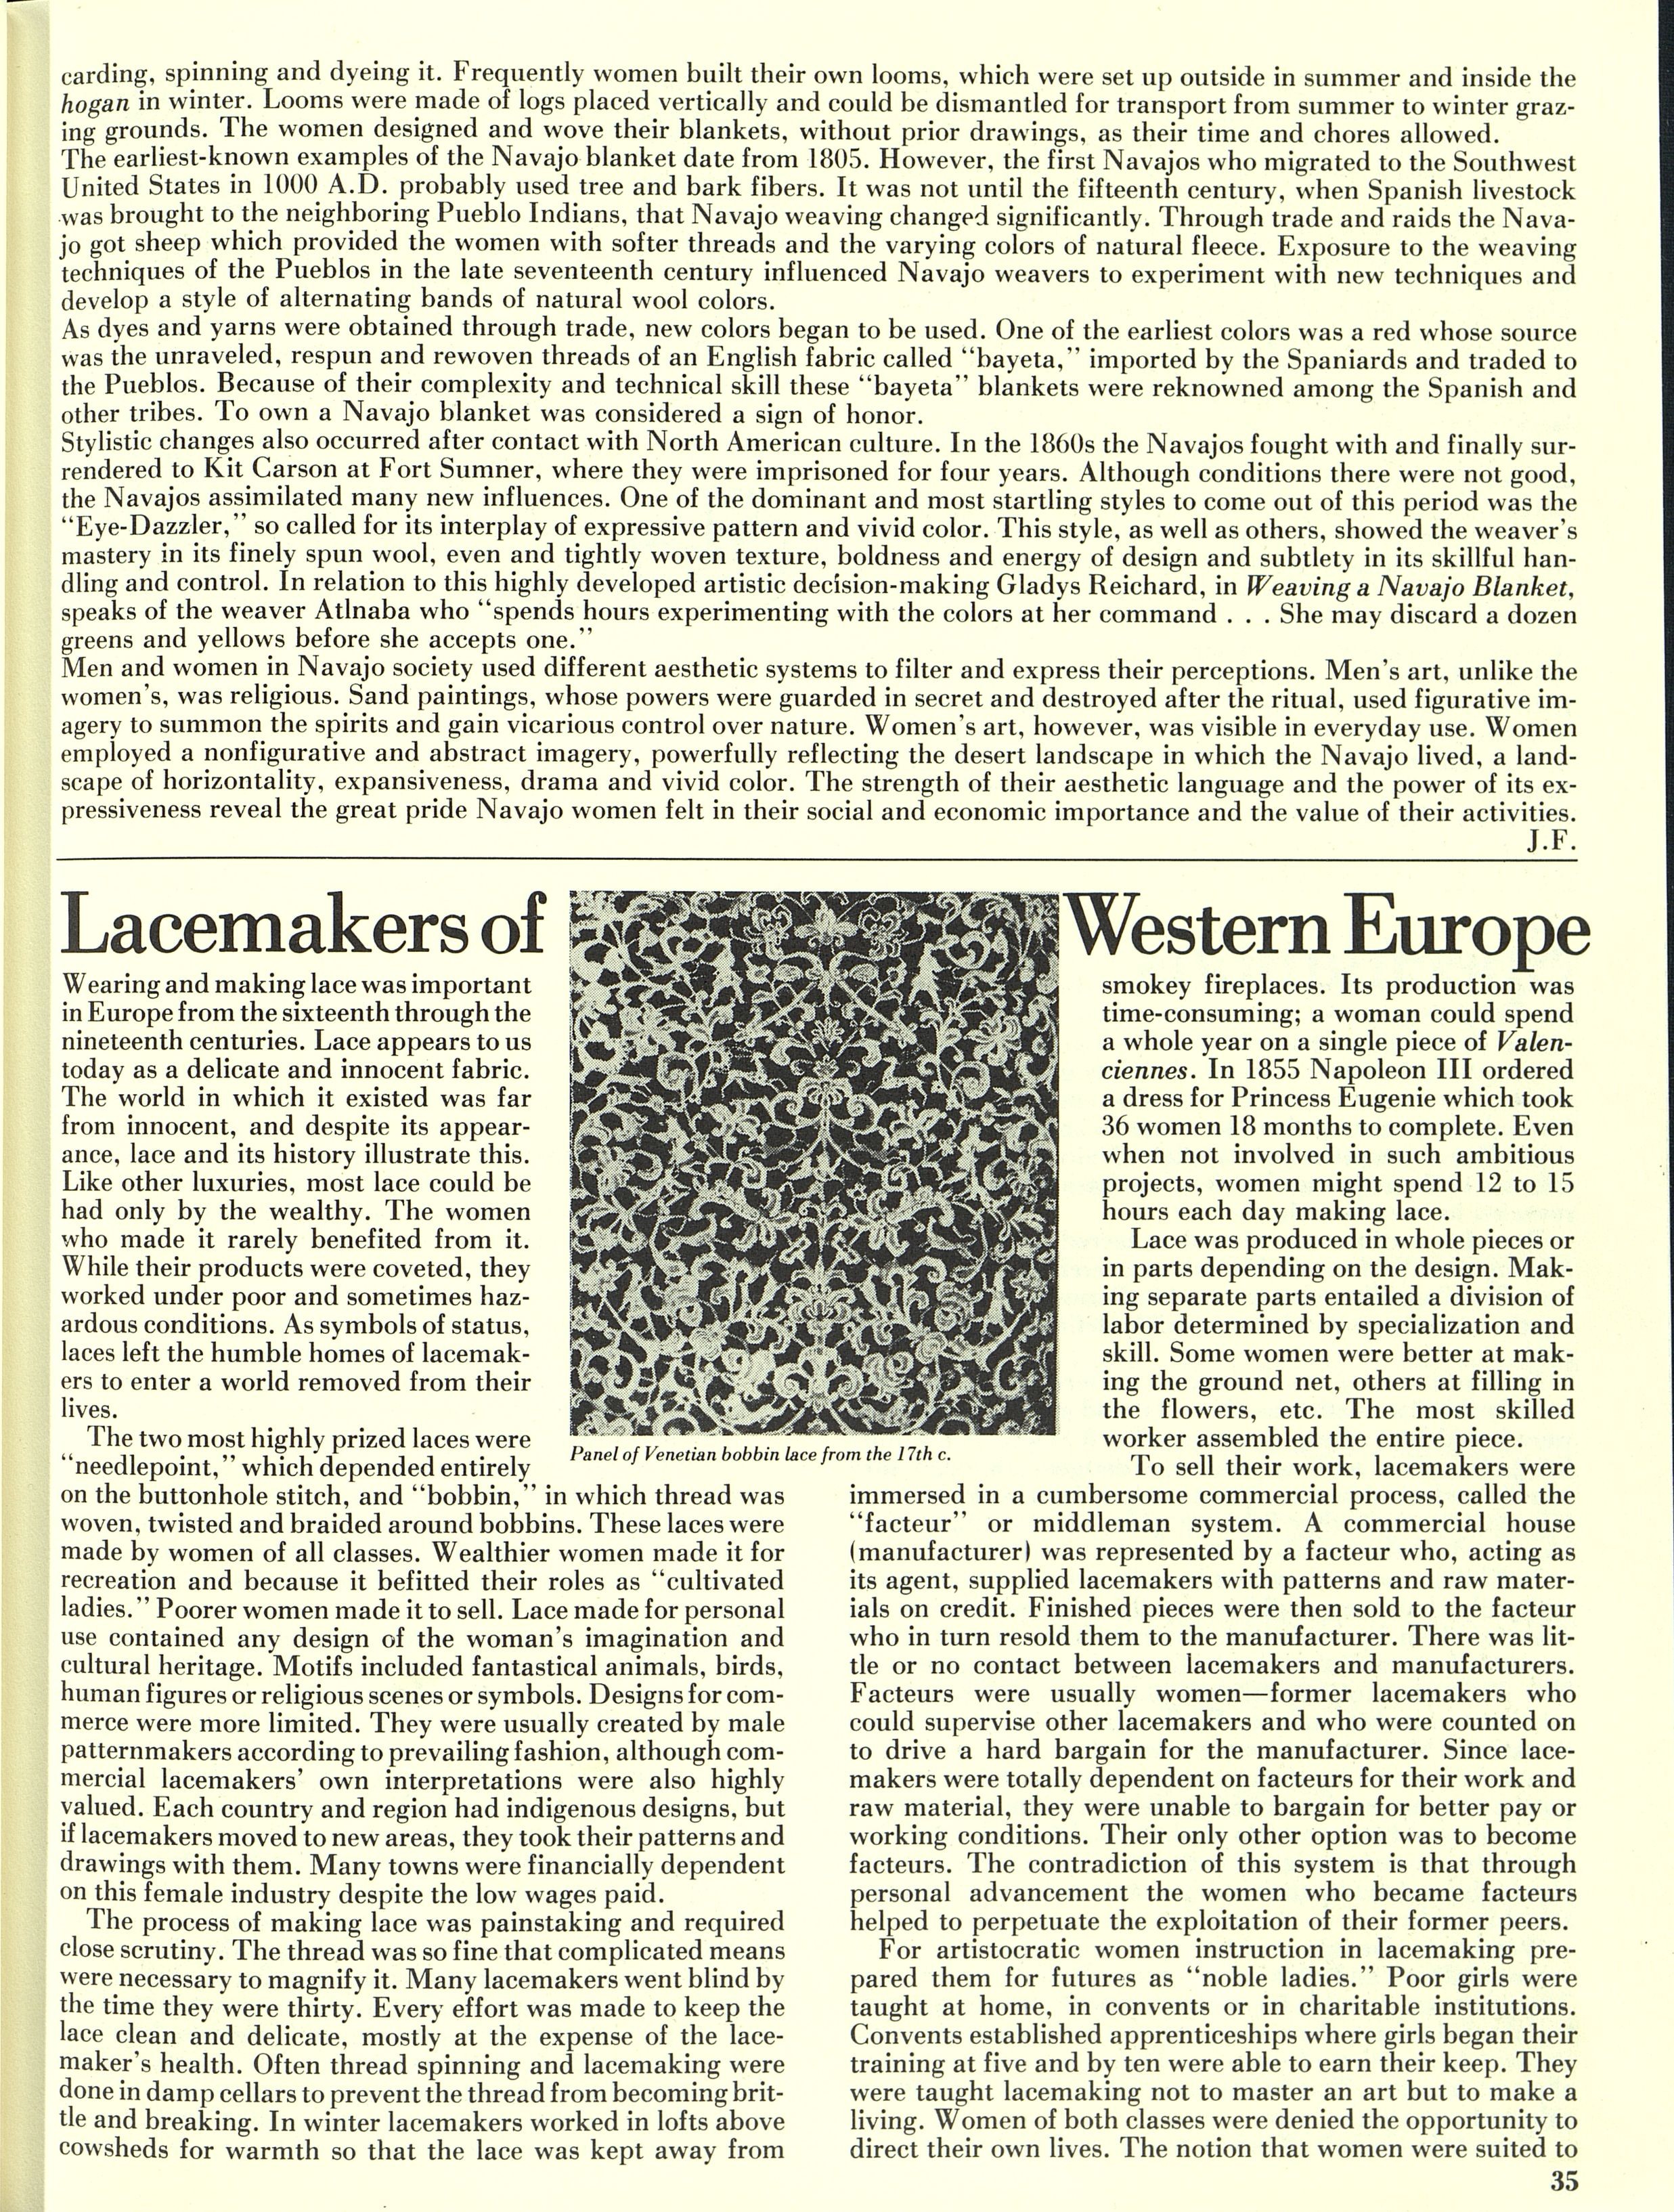 carding, spinning and dyeing it. Frequently women built their own looms, which were set up outside in summer and inside the
hogan in winter. Looms were made of logs placed vertically and could be dismantled for transport from summer to winter graz-
ing grounds. The women designed and wove their blankets, without prior drawings, as their time and chores allowed.
The earliest-known examples of the Navajo blanket date from 1805. However, the first Navajos who migrated to the Southwest
United States in 1000 A.D. probably used tree and bark fibers. It was not until the fifteenth century, when Spanish livestock
was brought to the neighboring Pueblo Indians, that Navajo weaving changed significantly. Through trade and raids the Nava-
jo got sheep which provided the women with softer threads and the varying colors of natural fleece. Exposure to the weaving
techniques of the Pueblos in the late seventeenth century influenced Navajo weavers to experiment with new techniques and
develop a style of alternating bands of natural wool colors.
As dyes and yarns were obtained through trade, new colors began to be used. One of the earliest colors was a red whose source
was the unraveled, respun and rewoven threads of an English fabric called “bayeta,” imported by the Spaniards and traded to
the Pueblos. Because of their complexity and technical skill these “bayeta” blankets were reknowned among the Spanish and
other tribes. To own a Navajo blanket was considered a sign of honor.
Stylistic changes also occurred after contact with North American culture. In the 1860s the Navajos fought with and finally sur-
rendered to Kit Carson at Fort Sumner, where they were imprisoned for four years. Although conditions there were not good,
the Navajos assimilated many new influences. One of the dominant and most startling styles to come out of this period was the
“Eye-Dazzler,” so called for its interplay of expressive pattern and vivid color. This style, as well as others, showed the weaver's
mastery in its finely spun wool, even and tightly woven texture, boldness and energy of design and subtlety in its skillful han-
dling and control. In relation to this highly developed artistic decision-making Gladys Reichard, in Weaving a Navajo Blanket,
speaks of the weaver Atlnaba who “spends hours experimenting with the colors at her command . . . She may discard a dozen
greens and yellows before she accepts one.”
Men and women in Navajo society used different aesthetic systems to filter and express their perceptions. Men's art, unlike the
women's, was religious. Sand paintings, whose powers were guarded in secret and destroyed after the ritual, used figurative im-
agery to summon the spirits and gain vicarious control over nature. Women's art, however, was visible in everyday use. Women
employed a nonfigurative and abstract imagery, powerfully reflecting the desert landscape in which the Navajo lived, a land-
scape of horizontality, expansiveness, drama and vivid color. The strength of their aesthetic language and the power of its ex-
pressiveness reveal the great pride Navajo women felt in their social and economic importance and the value of their activities.
J.F.
Lacemakers of Western Europe
Wearing and making lace was important
in Europe from the sixteenth through the
nineteenth centuries. Lace appears to us
today as a delicate and innocent fabric.
The world in which it existed was far
from innocent, and despite its appear-
ance, lace and its history illustrate this.
Like other luxuries, most lace could be
had only by the wealthy. The women
who made it rarely benefited from it.
While their products were coveted, they
worked under poor and sometimes haz-
ardous conditions. As symbols of status,
laces left the humble homes of lacemak-
ers to enter a world removed from their
lives.
The two most highly prized laces were
“needlepoint,” which depended entirely
on the buttonhole stitch, and “bobbin,” in which thread was
woven, twisted and braided around bobbins. These laces were
made by women of all classes. Wealthier women made it for
recreation and because it befitted their roles as “cultivated
ladies.” Poorer women made it to sell. Lace made for personal
use contained any design of the woman's imagination and
cultural heritage. Motifs included fantastical animals, birds,
human figures or religious scenes or symbols. Designs for com-
merce were more limited. They were usually created by male
patternmakers according to prevailing fashion, although com-
mercial lacemakers' own interpretations were also highly
valued. Each country and region had indigenous designs, but
if lacemakers moved to new areas, they took their patterns and
drawings with them. Many towns were financially dependent
on this female industry despite the low wages paid.
The process of making lace was painstaking and required
close scrutiny. The thread was so fine that complicated means
were necessary to magnify it. Many lacemakers went blind by
the time they were thirty. Every effort was made to keep the
lace clean and delicate, mostly at the expense of the lace-
maker's health. Often thread spinning and lacemaking were
done in damp cellars to prevent the thread from becoming brit-
tle and breaking. In winter lacemakers worked in lofts above
cowsheds for warmth so that the lace was kept away from
Panel of Venetian bobbin lace from the 17th c.
smokey fireplaces. Its production was
time-consuming; a woman could spend
a whole year on a single piece of Valen-
ciennes. In 1855 Napoleon III ordered
a dress for Princess Eugenie which took
36 women 18 months to complete. Even
when not involved in such ambitious
projects, women might spend 12 to 15
hours each day making lace.
Lace was produced in whole pieces or
in parts depending on the design. Mak-
ing separate parts entailed a division of
labor determined by specialization and
skill. Some women were better at mak-
ing the ground net, others at filling in
the flowers, etc. The most skilled
worker assembled the entire piece.
To sell their work, lacemakers were
immersed in a cumbersome commercial process, called the
“facteur” or middleman system. A commercial house
(manufacturer) was represented by a facteur who, acting as
its agent, supplied lacemakers with patterns and raw mater-
ials on credit. Finished pieces were then sold to the facteur
who in turn resold them to the manufacturer. There was lit-
tle or no contact between lacemakers and manufacturers.
Facteurs were usually women—former lacemakers who
could supervise other lacemakers and who were counted on
to drive a hard bargain for the manufacturer. Since lace-
makers were totally dependent on facteurs for their work and
raw material, they were unable to bargain for better pay or
working conditions. Their only other option was to become
facteurs. The contradiction of this system is that through
personal advancement the women who became facteurs
helped to perpetuate the exploitation of their former peers.
For artistocratic women instruction in lacemaking pre-
pared them for futures as “noble ladies.” Poor girls were
taught at home, in convents or in charitable institutions.
Convents established apprenticeships where girls began their
training at five and by ten were able to earn their keep. They
were taught lacemaking not to master an art but to make a
living. Women of both classes were denied the opportunity to
direct their own lives. The notion that women were suited to
35